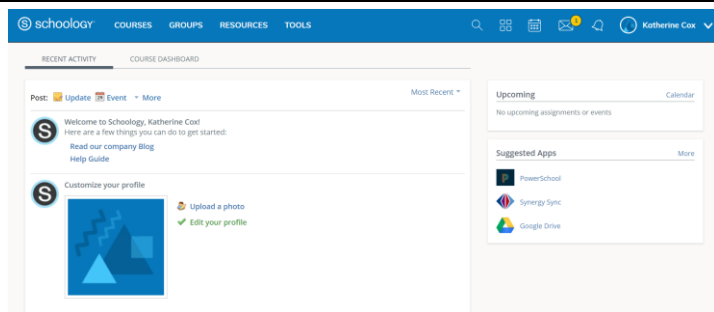 S schoology COURSES GROUPS RESOURCES TOOLS 1 Katherine Cox
RECENT ACTIVITY COURSE DASHBOARD
Post: Update Event More Most Recent
S Welcome to Schoology, Katherine Cox!
Here are a few things you can do to get started:
Read our company Blog
Help Guide
S Customize your profile
Upload a photo
Edit your profile
Upcoming Calendar
No upcoming assignments or events
Suggested Apps More
P PowerSchool
Synergy Sync
Google Drive